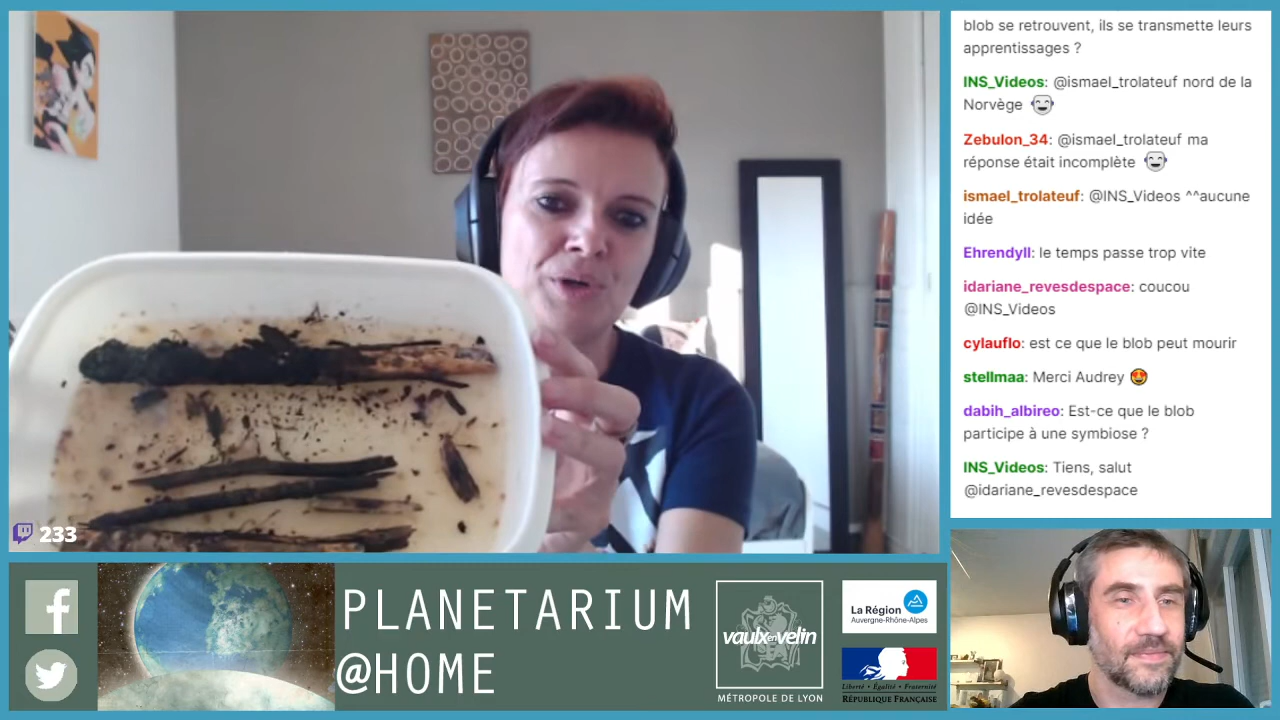 blob se retrouvent, ils se transmette leurs
apprentissages ?
INS_Videos: @ismael_trolateuf nord de la
Norvège
Zebulon_34: @ismael_trolateuf ma
réponse était incomplète
ismael_trolateuf: @INS_Videos ^^aucune
idée
Ehrendyll: le temps passe trop vite
idariane_revesdespace: coucou
@INS_Videos
cylauflo: est ce que le blob peut mourir
stellmaa: Merci Audrey
dabih_albireo: Est-ce que le blob
participe à une symbiose ?
INS_Videos: Tiens, salut
@idariane_revesdespace
233
PLANETARIUM
@HOME
vaulx en velin
MÉTROPOLE DE LYON
La Région
Auvergne-Rhône-Alpes
Liberté • Égalité • Fraternité
RÉPUBLIQUE FRANÇAISE